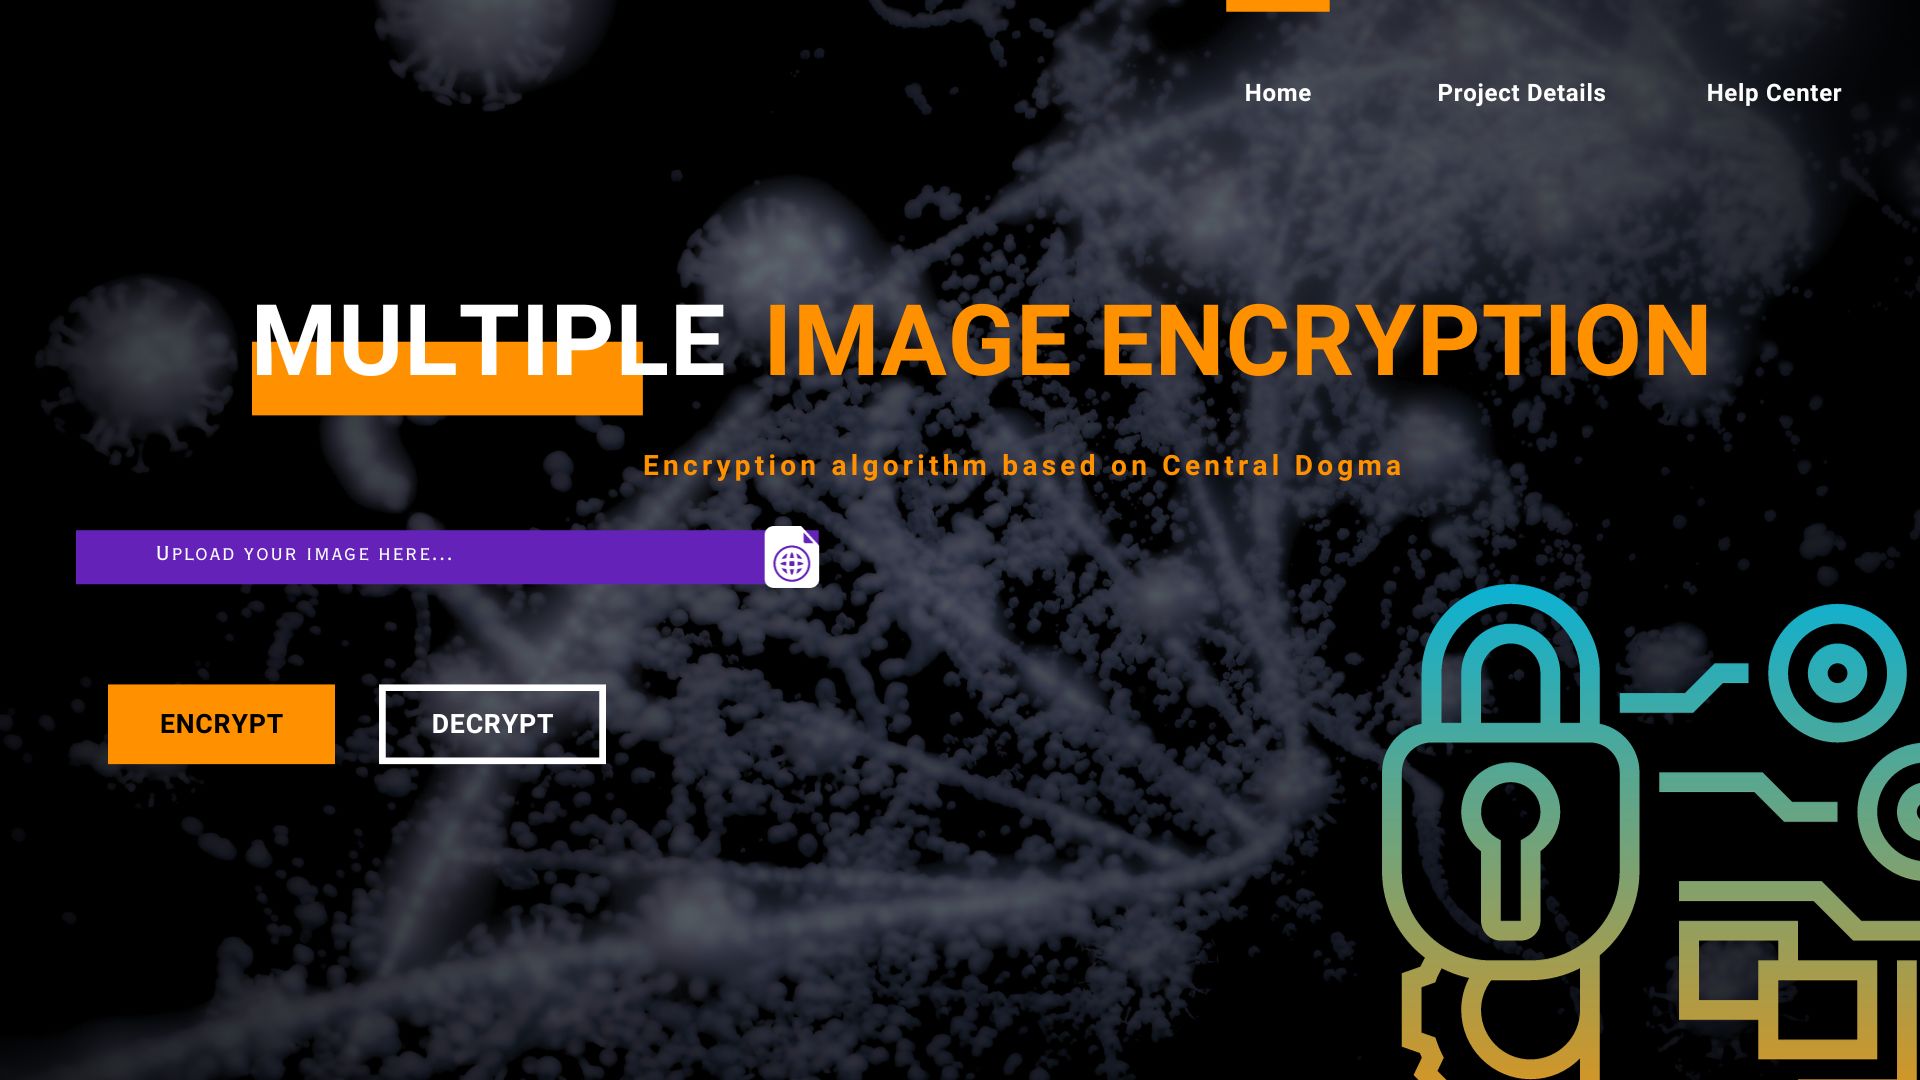 Home Project Details Help Center
MULTIPLE IMAGE ENCRYPTION
Encryption algorithm based on Central Dogma
Upload your image here...
ENCRYPT DECRYPT